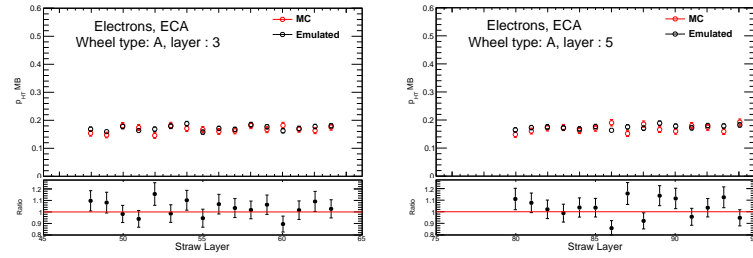 Electrons, ECA
Wheel type: A, layer : 3
MC
Emulated
p_HT MB
0.6
0.5
0.4
0.3
0.2
0.1
0
Ratio
1.2
1.1
1
0.9
0.8
45
50
55
60
65
Straw Layer
Electrons, ECA
Wheel type: A, layer : 5
MC
Emulated
p_HT MB
0.6
0.5
0.4
0.3
0.2
0.1
0
Ratio
1.2
1.1
1
0.9
0.8
75
80
85
90
Straw Layer